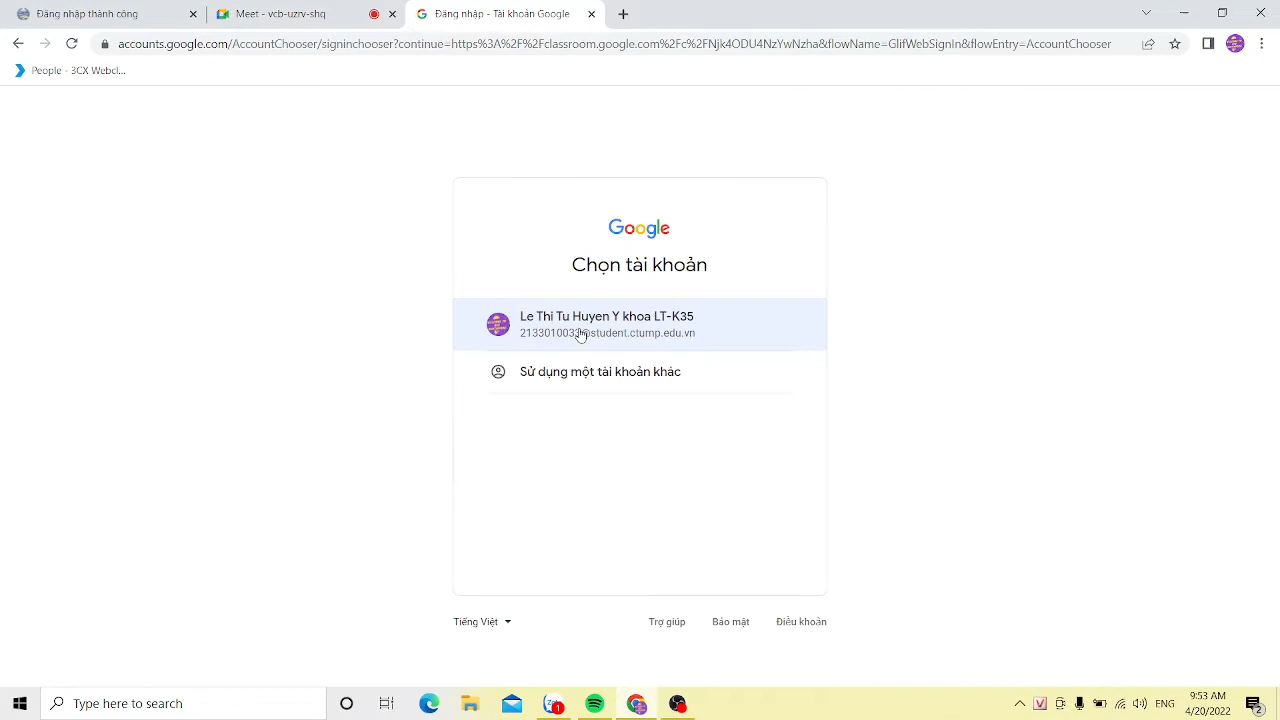 Đăng nhập thành công
Meet - vcb-uzrv-shq
Đăng nhập - Tài khoản Google
accounts.google.com/AccountChooser/signinchooser?continue=https%3A%2F%2Fclassroom.google.com%2Fc%2FNjk4ODU4NzYwNzha&flowName=GlifWebSignIn&flowEntry=AccountChooser
People - 3CX Webcl...
Google
Chọn tài khoản
Le Thi Tu Huyen Y khoa LT-K35
2133010033@student.ctump.edu.vn
Sử dụng một tài khoản khác
Tiếng Việt
Trợ giúp Bảo mật Điều khoản
Type here to search
1
ENG
9:53 AM
4/20/2022
2